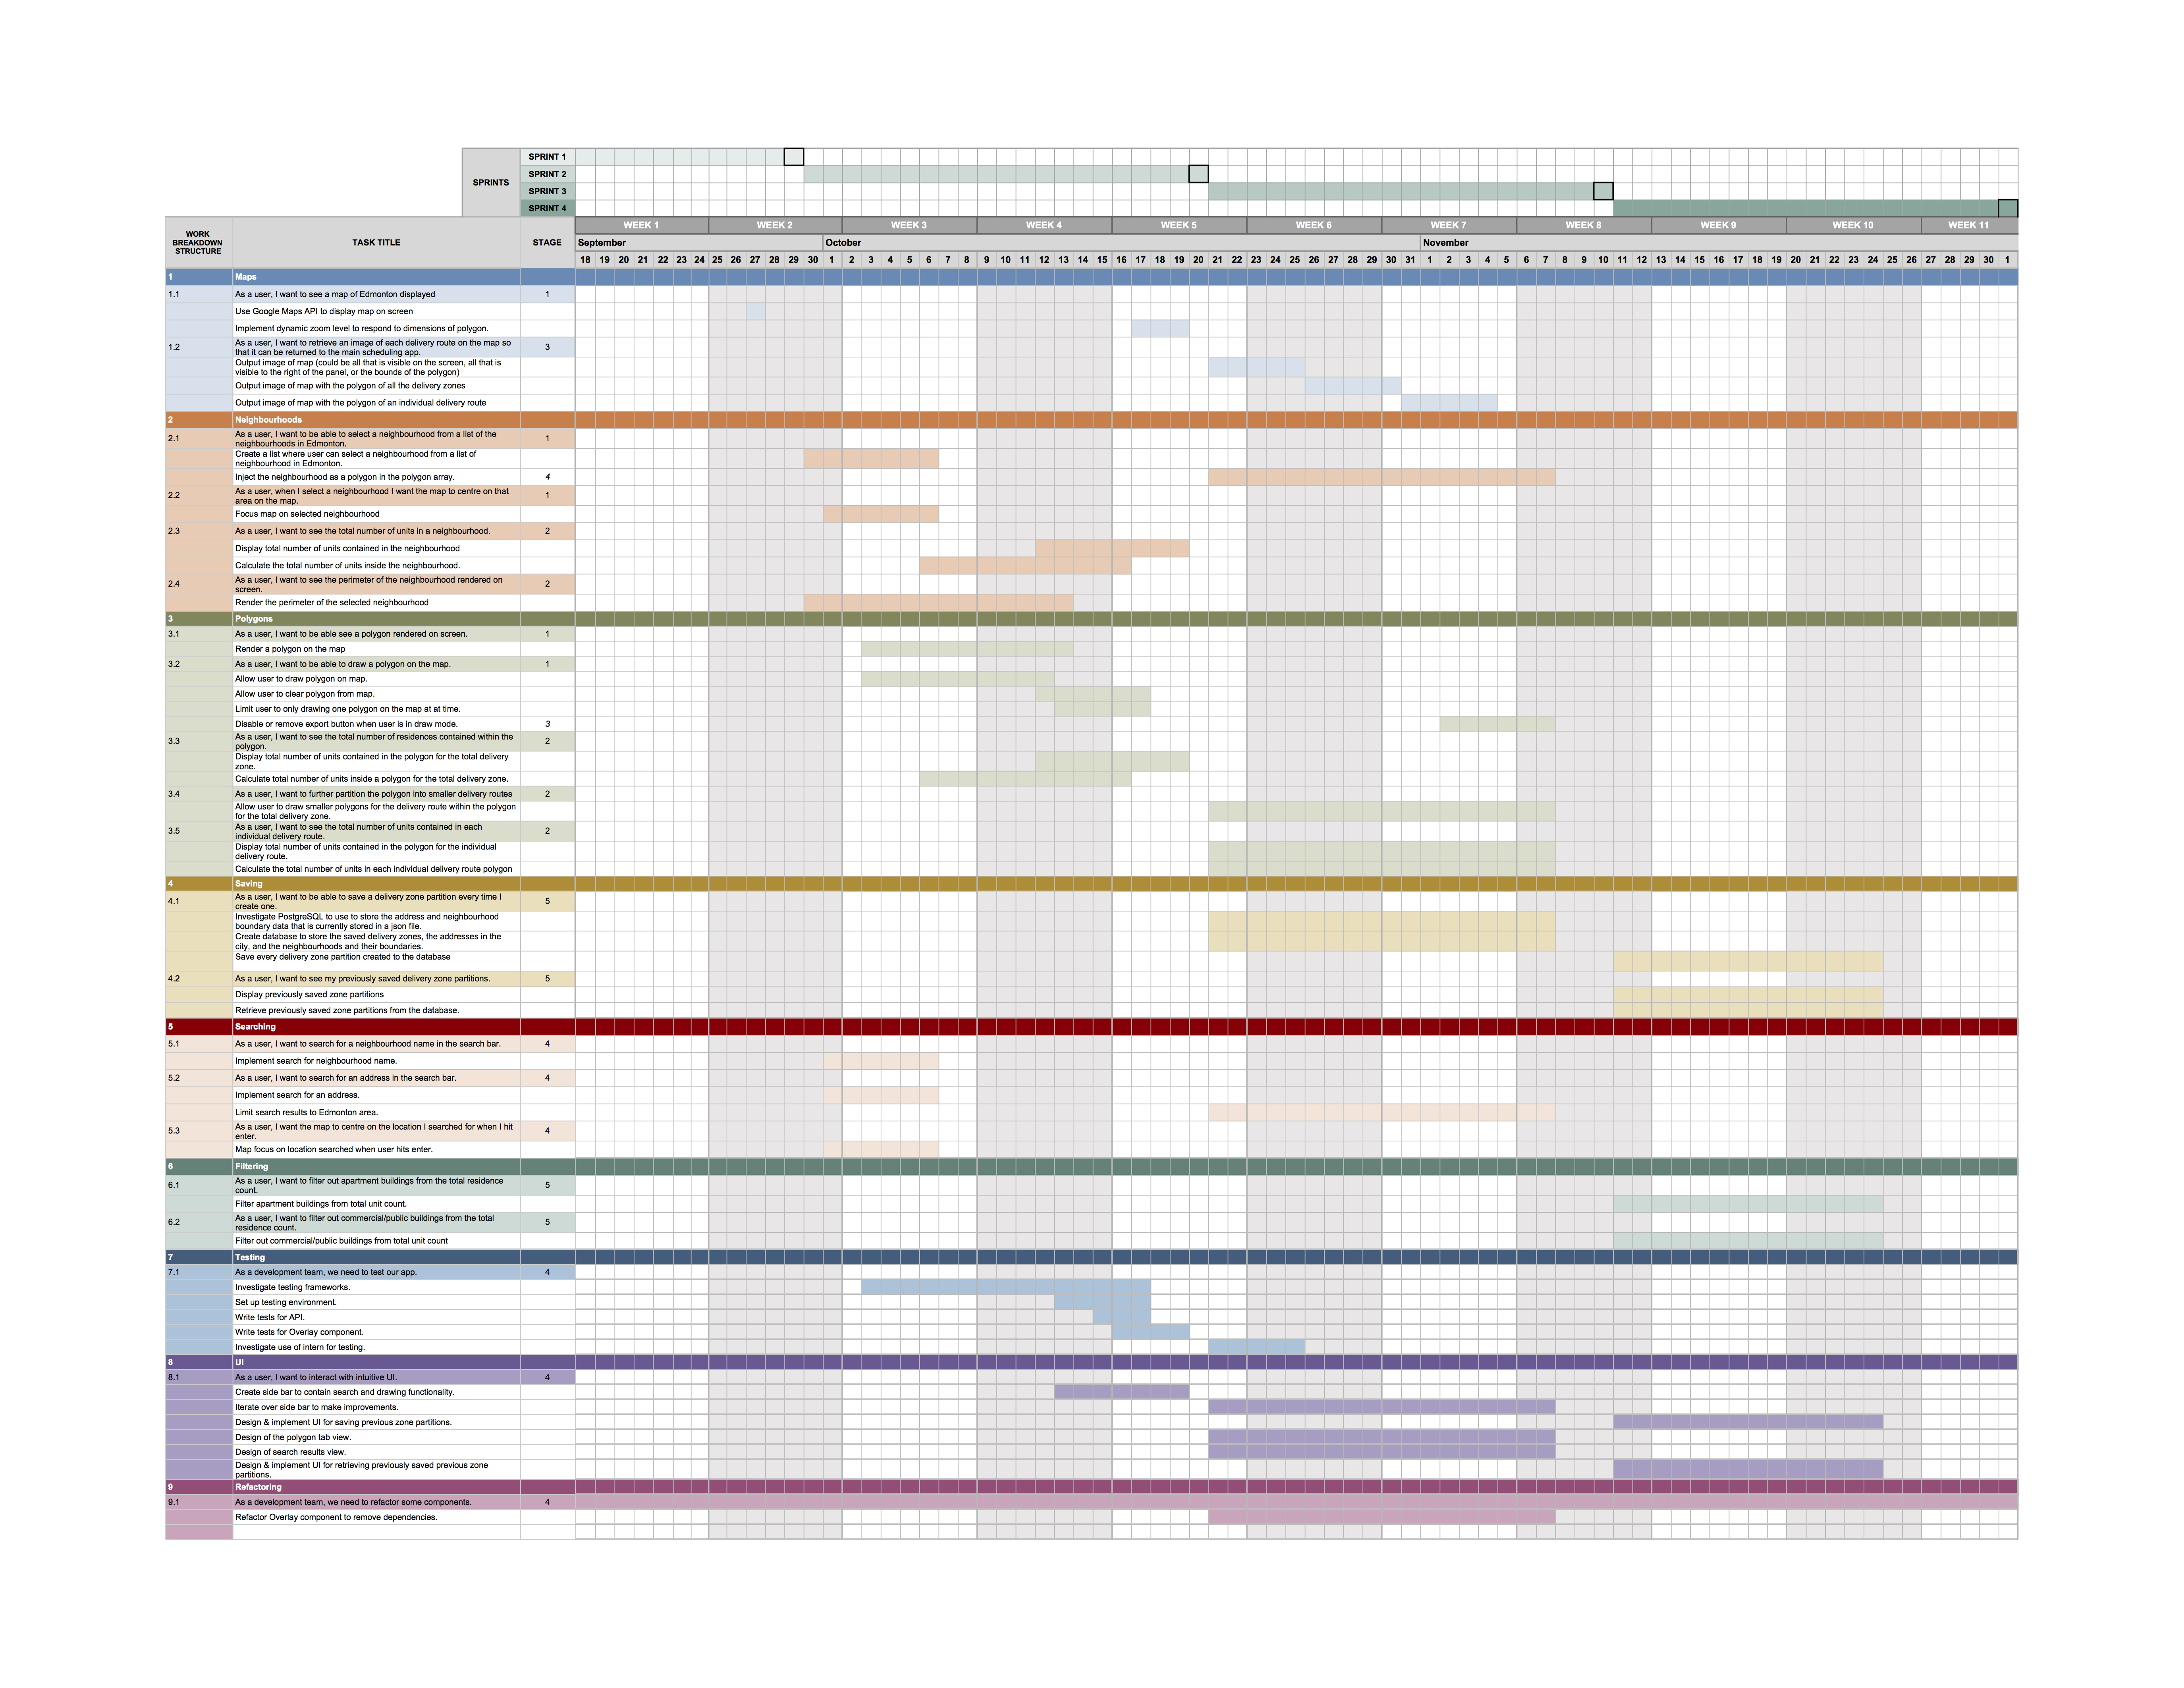 SPRINTS
SPRINT 1
SPRINT 2
SPRINT 3
SPRINT 4
WORK
BREAKDOWN
STRUCTURE
TASK TITLE
STAGE
WEEK 1 WEEK 2 WEEK 3 WEEK 4 WEEK 5 WEEK 6 WEEK 7 WEEK 8 WEEK 9 WEEK 10 WEEK 11
September October November
18 19 20 21 22 23 24 25 26 27 28 29 30 1 2 3 4 5 6 7 8 9 10 11 12 13 14 15 16 17 18 19 20 21 22 23 24 25 26 27 28 29 30 31 1 2 3 4 5 6 7 8 9 10 11 12 13 14 15 16 17 18 19 20 21 22 23 24 25 26 27 28 29 30 1
1 Maps
1.1 As a user, I want to see a map of Edmonton displayed 1
Use Google Maps API to display map on screen
Implement dynamic zoom level to respond to dimensions of polygon.
1.2 As a user, I want to retrieve an image of each delivery route on the map so
that it can be returned to the main scheduling app. 3
Output image of map (could be all that is visible on the screen, all that is
visible to the right of the panel, or the bounds of the polygon)
Output image of map with the polygon of all the delivery zones
Output image of map with the polygon of an individual delivery route
2 Neighbourhoods
2.1 As a user, I want to be able to select a neighbourhood from a list of the
neighbourhoods in Edmonton. 1
Create a list where user can select a neighbourhood from a list of
neighbourhood in Edmonton.
Inject the neighbourhood as a polygon in the polygon array. 4
2.2 As a user, when I select a neighbourhood I want the map to centre on that
area on the map. 1
Focus map on selected neighbourhood
2.3 As a user, I want to see the total number of units in a neighbourhood. 2
Display total number of units contained in the neighbourhood
Calculate the total number of units inside the neighbourhood.
2.4 As a user, I want to see the perimeter of the neighbourhood rendered on
screen. 2
Render the perimeter of the selected neighbourhood
3 Polygons
3.1 As a user, I want to be able see a polygon rendered on screen. 1
Render a polygon on the map
3.2 As a user, I want to be able to draw a polygon on the map. 1
Allow user to draw polygon on map.
Allow user to clear polygon from map.
Limit user to only drawing one polygon on the map at at time.
Disable or remove export button when user is in draw mode. 3
3.3 As a user, I want to see the total number of residences contained within the
polygon. 2
Display total number of units contained in the polygon for the total delivery
zone.
Calculate total number of units inside a polygon for the total delivery zone.
3.4 As a user, I want to further partition the polygon into smaller delivery routes 2
Allow user to draw smaller polygons for the delivery route within the polygon
for the total delivery zone.
3.5 As a user, I want to see the total number of units contained in each
individual delivery route. 2
Display total number of units contained in the polygon for the individual
delivery route.
Calculate the total number of units in each individual delivery route polygon
4 Saving
4.1 As a user, I want to be able to save a delivery zone partition every time I
create one. 5
Investigate PostgreSQL to use to store the address and neighbourhood
boundary data that is currently stored in a json file.
Create database to store the saved delivery zones, the addresses in the
city, and the neighbourhoods and their boundaries.
Save every delivery zone partition created to the database
4.2 As a user, I want to see my previously saved delivery zone partitions. 5
Display previously saved zone partitions
Retrieve previously saved zone partitions from the database.
5 Searching
5.1 As a user, I want to search for a neighbourhood name in the search bar. 4
Implement search for neighbourhood name.
5.2 As a user, I want to search for an address in the search bar. 4
Implement search for an address.
Limit search results to Edmonton area.
5.3 As a user, I want the map to centre on the location I searched for when I hit
enter. 4
Map focus on location searched when user hits enter.
6 Filtering
6.1 As a user, I want to filter out apartment buildings from the total residence
count. 5
Filter apartment buildings from total unit count.
6.2 As a user, I want to filter out commercial/public buildings from the total
residence count. 5
Filter out commercial/public buildings from total unit count
7 Testing
7.1 As a development team, we need to test our app. 4
Investigate testing frameworks.
Set up testing environment.
Write tests for API.
Write tests for Overlay component.
Investigate use of intern for testing.
8 UI
8.1 As a user, I want to interact with intuitive UI. 4
Create side bar to contain search and drawing functionality.
Iterate over side bar to make improvements.
Design & implement UI for saving previous zone partitions.
Design of the polygon tab view.
Design of search results view.
Design & implement UI for retrieving previously saved previous zone
partitions.
9 Refactoring
9.1 As a development team, we need to refactor some components. 4
Refactor Overlay component to remove dependencies.